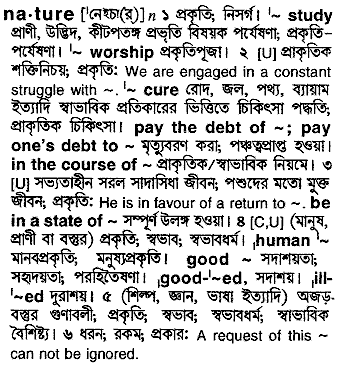 na·ture ['নেইচা(র্)] n ১ প্রকৃতি; নিসর্গ। '~ study
প্রাণী, উদ্ভিদ, কীটপতঙ্গ প্রভৃতি বিষয়ক পর্যেষণা; প্রকৃতি-
পর্যেষণা। '~ worship প্রকৃতিপূজা। ২ [U] প্রাকৃতিক
শক্তিনিচয়; প্রকৃতি: We are engaged in a constant
struggle with ~. '~ cure রোদ, জল, পথ্য, ব্যায়াম
ইত্যাদি স্বাভাবিক প্রতিকারের ভিত্তিতে চিকিৎসা পদ্ধতি;
প্রাকৃতিক চিকিৎসা। pay the debt of ~; pay
one's debt to ~ মৃত্যুবরণ করা; পঞ্চত্বপ্রাপ্ত হওয়া।
in the course of ~ প্রাকৃতিক/স্বাভাবিক নিয়মে। ৩
[U] সভ্যতাহীন সরল সাদাসিধা জীবন; পশুদের মতো মুক্ত
জীবন; প্রকৃতি: He is in favour of a return to ~. be
in a state of ~ সম্পূর্ণ উলঙ্গ হওয়া। ৪ [C,U] (মানুষ,
প্রাণী বা বস্তুর) প্রকৃতি; স্বভাব; স্বভাবধর্ম। ˌhuman '~
মানবপ্রকৃতি; মনুষ্যপ্রকৃতি। good ~ সদাশয়তা;
সহৃদয়তা; পরহিতৈষণা। ˌgood-'~ed, সদাশয়। ˌill-
'~ed দুরাশয়। ৫ (শিল্প, জ্ঞান, ভাষা ইত্যাদি) অজড়-
বস্তুর গুণাবলী; প্রকৃতি; স্বভাব; স্বভাবধর্ম; স্বাভাবিক
বৈশিষ্ট্য। ৬ ধরন; রকম; প্রকার: A request of this ~
can not be ignored.